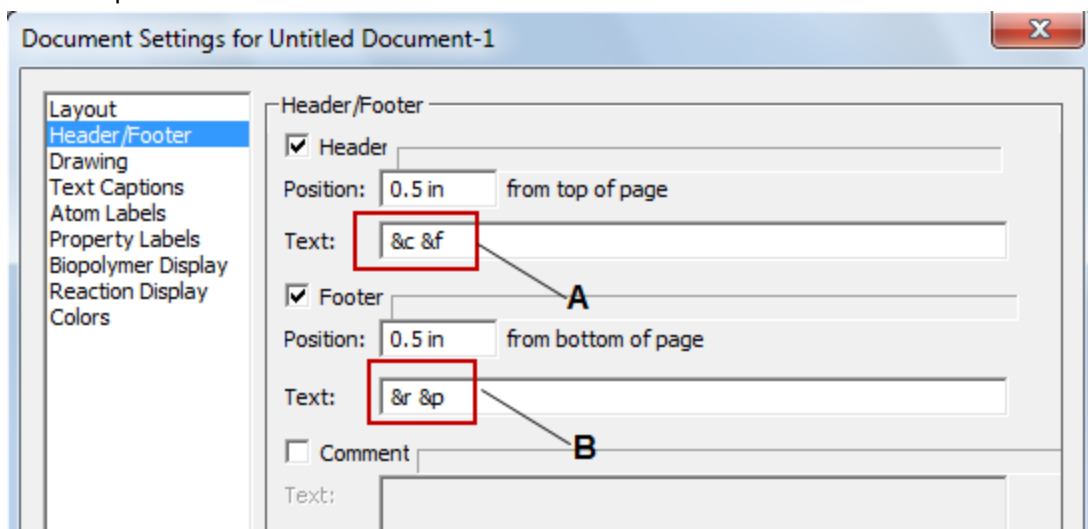 Document Settings for Untitled Document-1
X
Layout
Header/Footer
Drawing
Text Captions
Atom Labels
Property Labels
Biopolymer Display
Reaction Display
Colors
Header/Footer
Header
Position: 0.5 in from top of page
Text: &c &f
A
Footer
Position: 0.5 in from bottom of page
Text: &r &p
B
Comment
Text: